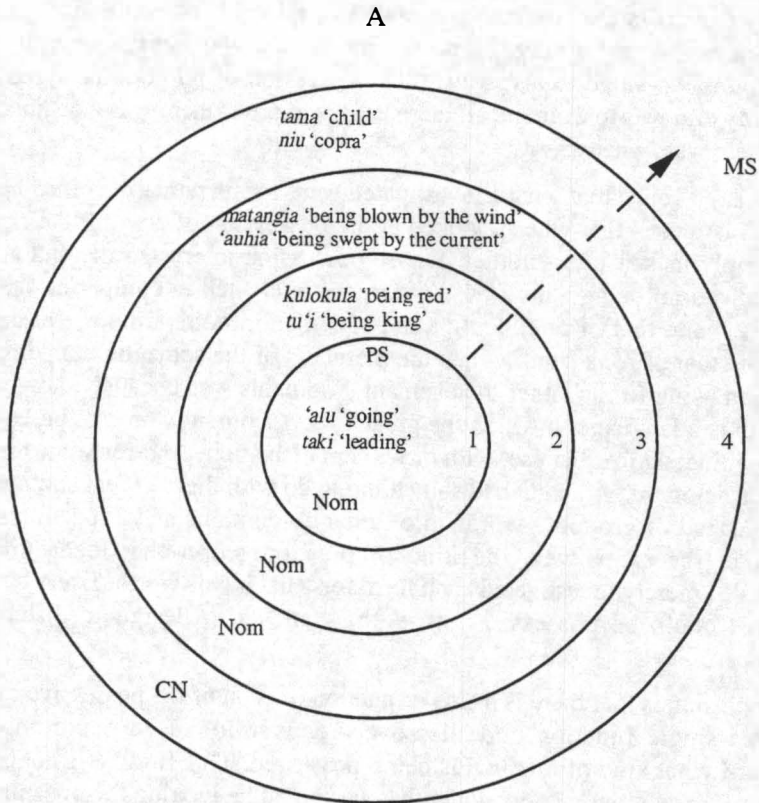 A
tama ‘child’
niu ‘copra’
MS
matangia ‘being blown by the wind’
‘auhia ‘being swept by the current’
kulokula ‘being red’
tu‘i ‘being king’
PS
‘alu ‘going’
taki ‘leading’
1 2 3 4
Nom
Nom
Nom
CN